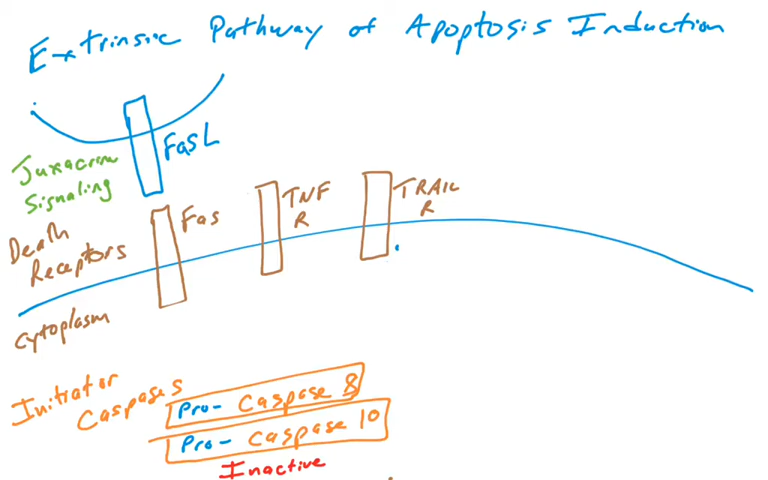 Extrinsic Pathway of Apoptosis Induction
FasL
Juxacrine
Signaling
Fas
TNF
R
TRAIL
R
Death
Receptors
Cytoplasm
Initiator
Caspases
Pro- Caspase 8
Pro- Caspase 10
Inactive